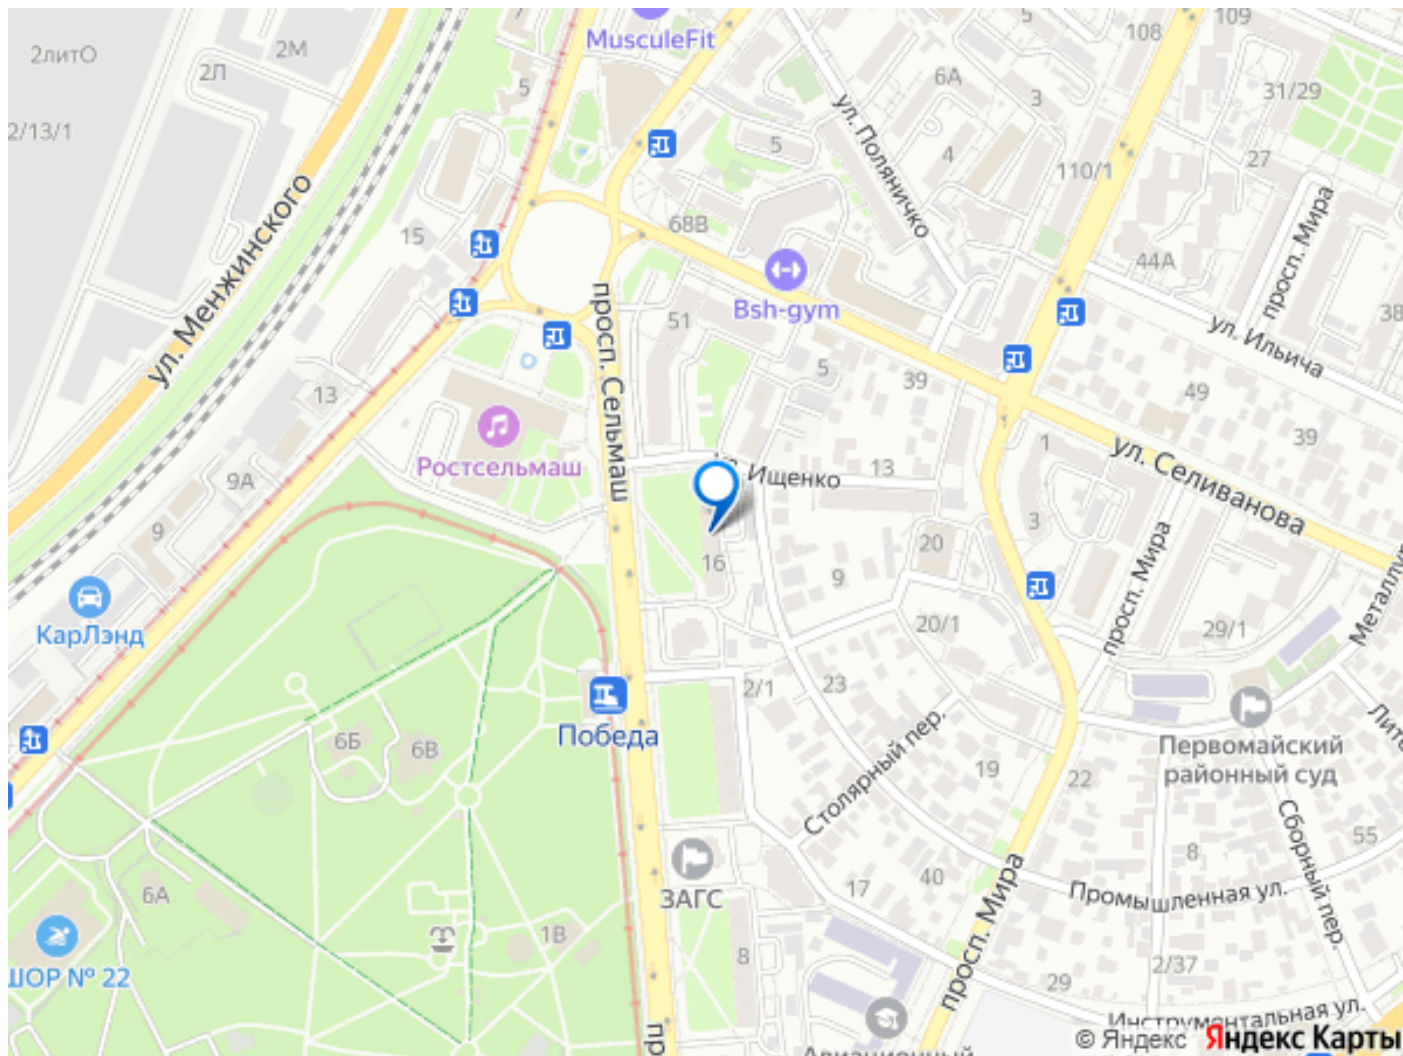 MusculeFit
5
109
2литО
2М
108
2Л
6А
31/29
5
3
2/13/1
ул. Поляничко
5
4
27
110/1
просп. Мира
ул. Менжинского
68В
15
44А
просп. Сельмаш
Bsh-gym
51
38
ул. Ильича
5
39
49
13
39
1
ул. Селиванова
Ростсельмаш
13
Ищенко
9А
3
9
20
16
9
просп. Мира
КарЛэнд
20/1
29/1
2/1
23
Победа
6Б
6В
Столярный пер.
19
22
Первомайский
районный суд
Сборный пер.
55
8
6А
ЗАГС
17
40
Промышленная ул.
просп. Мира
ШОР № 22
1В
8
2/37
29
Инструментальная ул.
© Яндекс Яндекс Карты